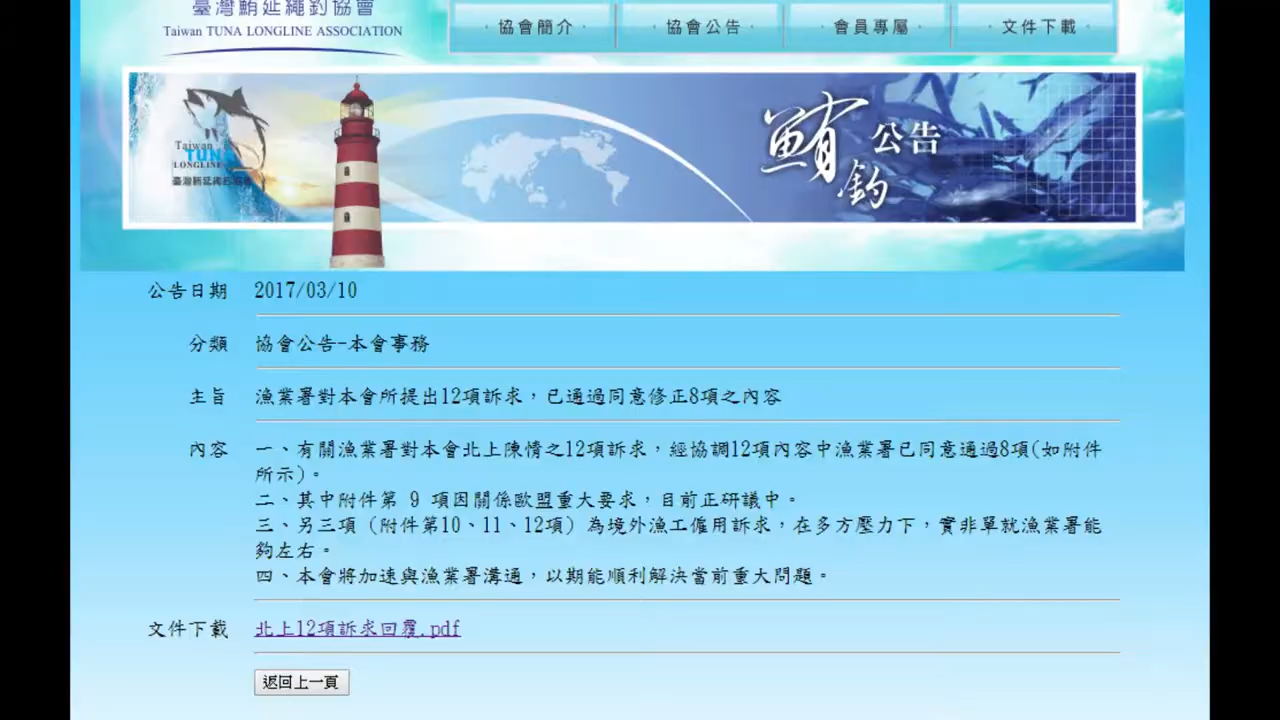 臺灣鮪延繩釣協會
Taiwan TUNA LONGLINE ASSOCIATION
· 協會簡介 · · 協會公告 · · 會員專屬 · · 文件下載 ·
Taiwan
TUNA
LONGLINE
臺灣鮪延繩釣協會
鮪釣公告
公告日期 2017/03/10
分類 協會公告-本會事務
主旨 漁業署對本會所提出12項訴求，已通過同意修正8項之內容
內容 一、有關漁業署對本會北上陳情之12項訴求，經協調12項內容中漁業署已同意通過8項(如附件
所示)。
二、其中附件第 9 項因關係歐盟重大要求，目前正研議中。
三、另三項 (附件第10、11、12項) 為境外漁工僱用訴求，在多方壓力下，實非單就漁業署能
夠左右。
四、本會將加速與漁業署溝通，以期能順利解決當前重大問題。
文件下載 北上12項訴求回覆.pdf
返回上一頁